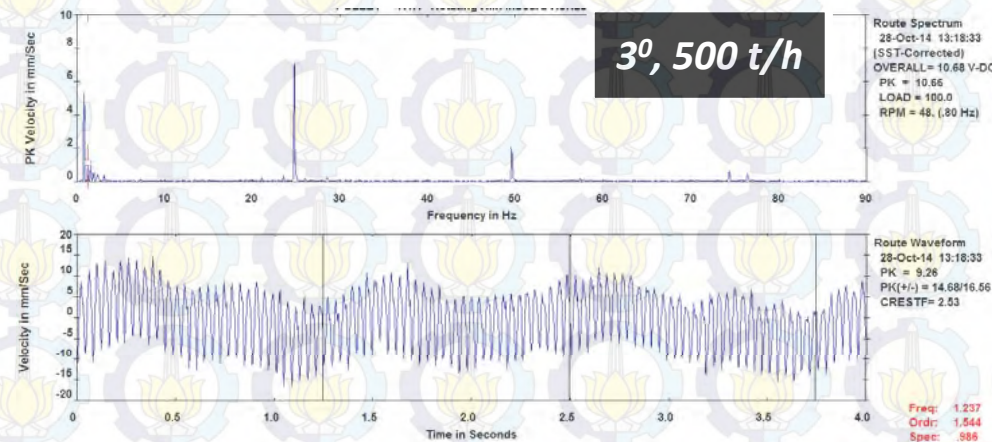 3⁰, 500 t/h
Route Spectrum
28-Oct-14 13:18:33
(SST-Corrected)
OVERALL= 10.68 V-DG
PK = 10.66
LOAD = 100.0
RPM = 48. (.80 Hz)
PK Velocity in mm/Sec
10
8
6
4
2
0
0 10 20 30 40 50 60 70 80 90
Frequency in Hz
Route Waveform
28-Oct-14 13:18:33
PK = 9.26
PK(+/-) = 14.68/16.56
CRESTF= 2.53
Velocity in mm/Sec
20
15
10
5
0
-5
-10
-15
-20
0 0.5 1.0 1.5 2.0 2.5 3.0 3.5 4.0
Time in Seconds
Freq: 1.237
Ordr: 1.544
Spec: .986